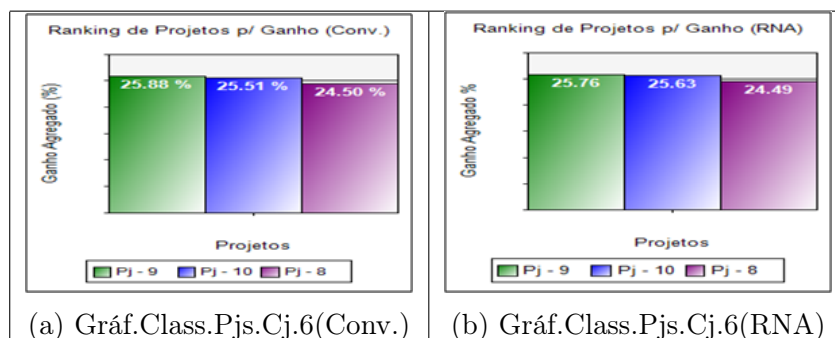 Ranking de Projetos p/ Ganho (Conv.)
Ganho Agregado (%)
25.88 % 25.51 % 24.50 %
Projetos
Pj - 9 Pj - 10 Pj - 8
(a) Gráf.Class.Pjs.Cj.6(Conv.)
Ranking de Projetos p/ Ganho (RNA)
Ganho Agregado %
25.76 25.63 24.49
Projetos
Pj - 9 Pj - 10 Pj - 8
(b) Gráf.Class.Pjs.Cj.6(RNA)